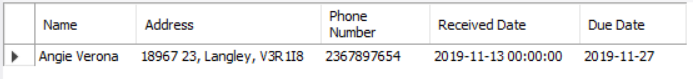 Name Address Phone Number Received Date Due Date
Angie Verona 18967 23, Langley, V3R1I8 2367897654 2019-11-13 00:00:00 2019-11-27